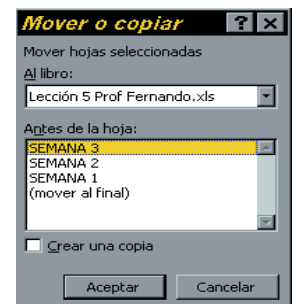 Mover o copiar
Mover hojas seleccionadas
Al libro:
Lección 5 Prof Fernando.xls
Antes de la hoja:
SEMANA 3
SEMANA 2
SEMANA 1
(mover al final)
Crear una copia
Aceptar Cancelar